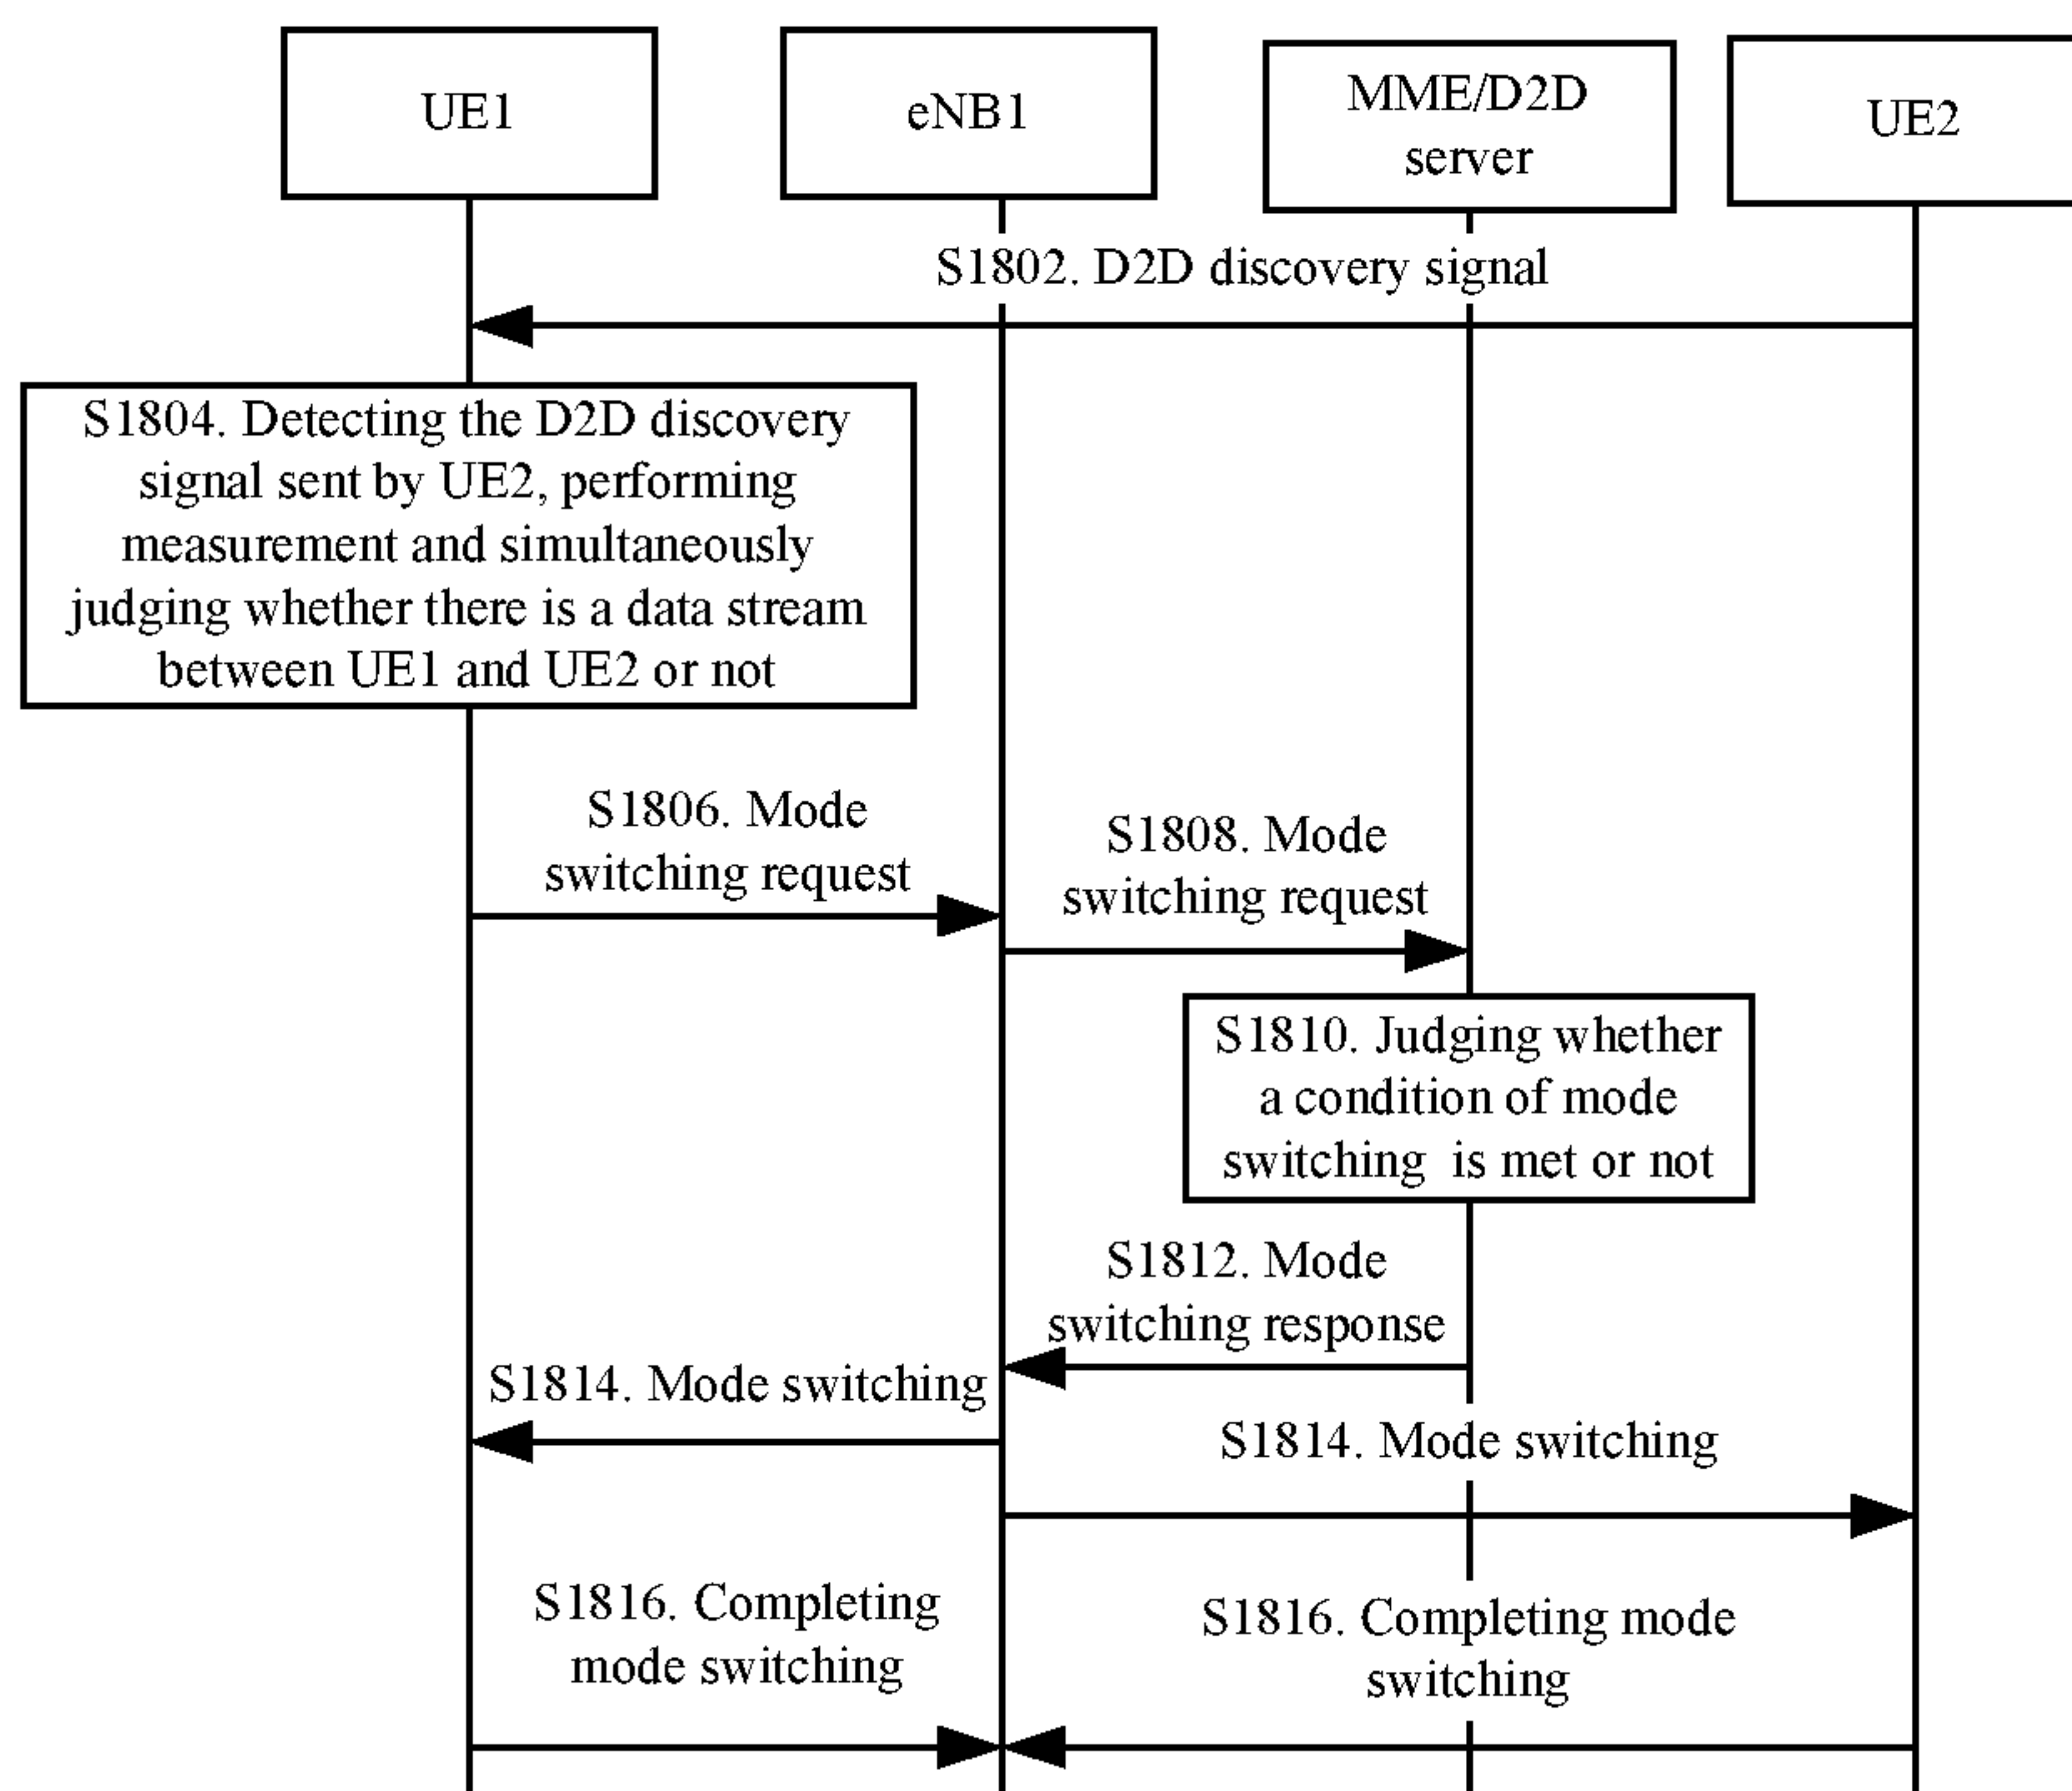 UE1
eNB1
MME/D2D
server
UE2
S1802. D2D discovery signal
S1804. Detecting the D2D discovery
signal sent by UE2, performing
measurement and simultaneously
judging whether there is a data stream
between UE1 and UE2 or not
S1806. Mode
switching request
S1808. Mode
switching request
S1810. Judging whether
a condition of mode
switching is met or not
S1812. Mode
switching response
S1814. Mode switching
S1814. Mode switching
S1816. Completing
mode switching
S1816. Completing mode
switching